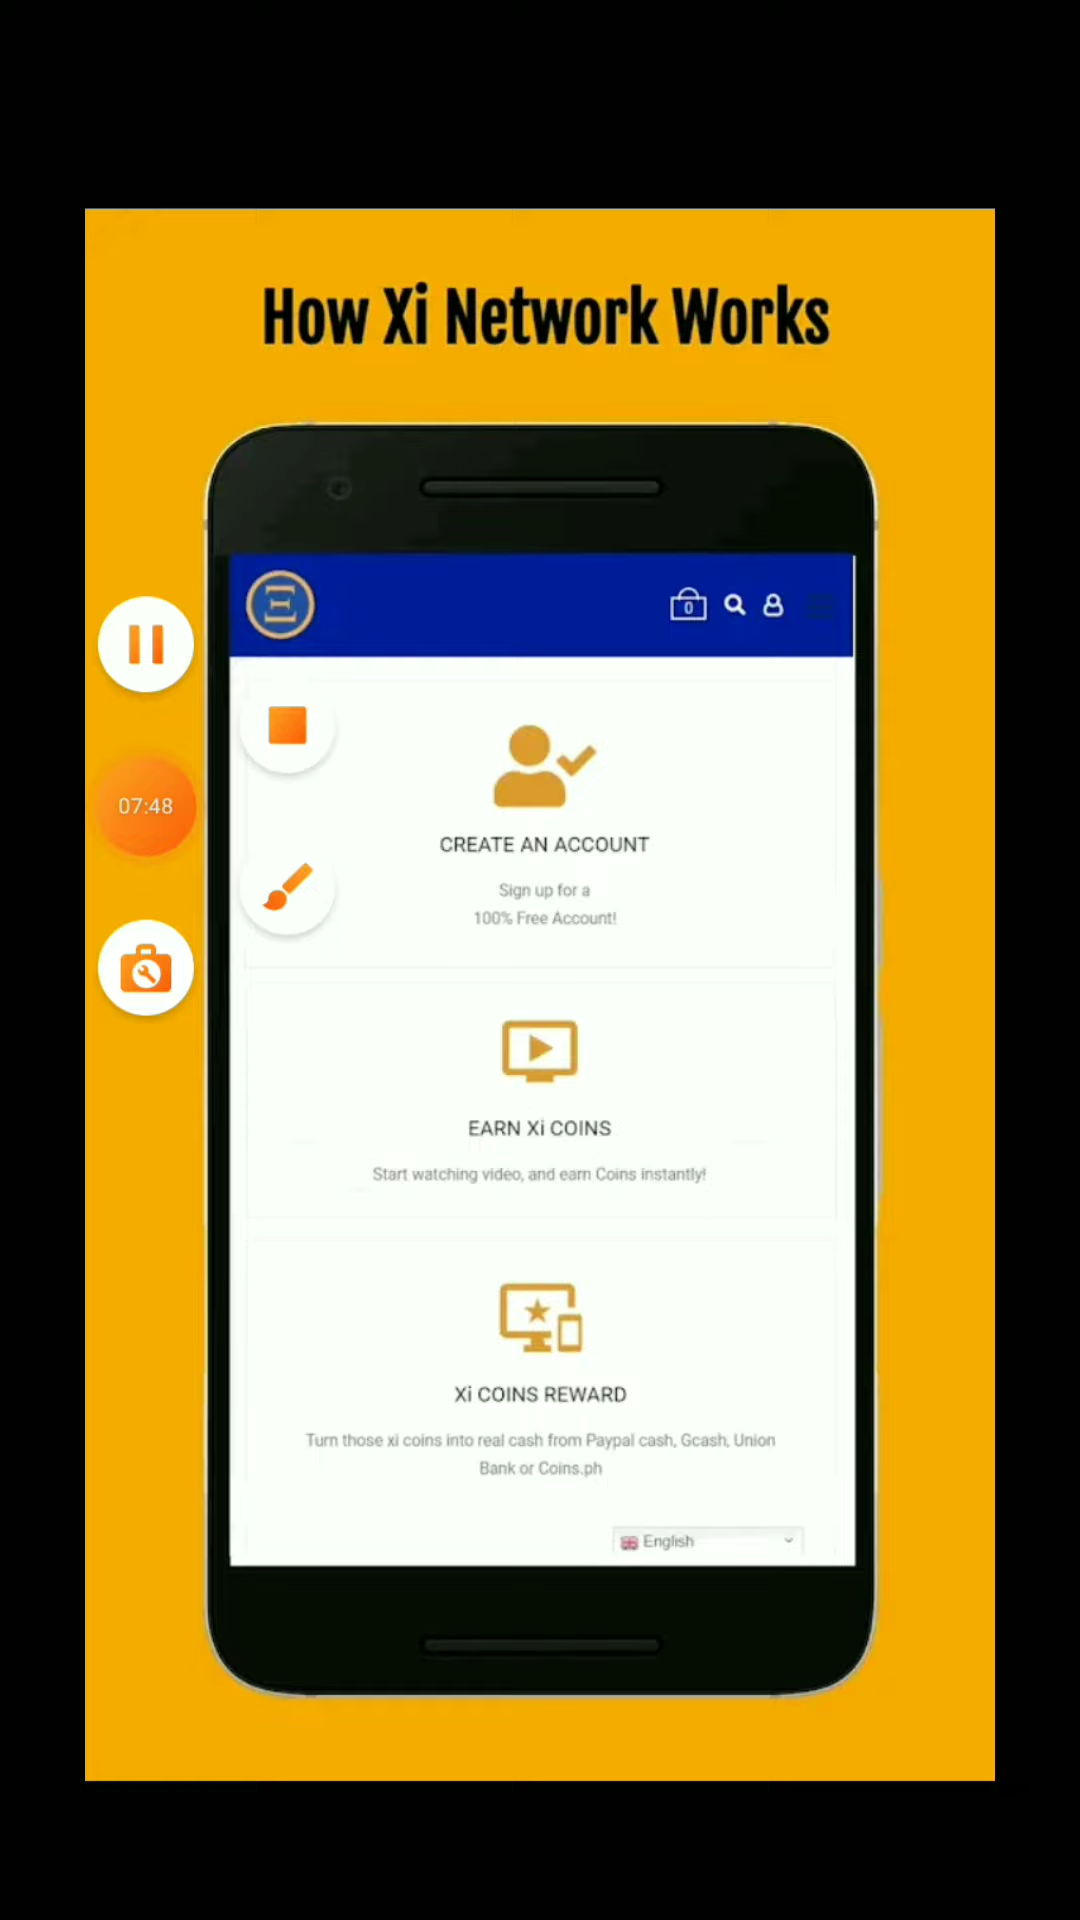 How Xi Network Works
Ξ
0
07:48
CREATE AN ACCOUNT
Sign up for a
100% Free Account!
EARN Xi COINS
Start watching video, and earn Coins instantly!
Xi COINS REWARD
Turn those xi coins into real cash from Paypal cash, Gcash, Union
Bank or Coins.ph
English